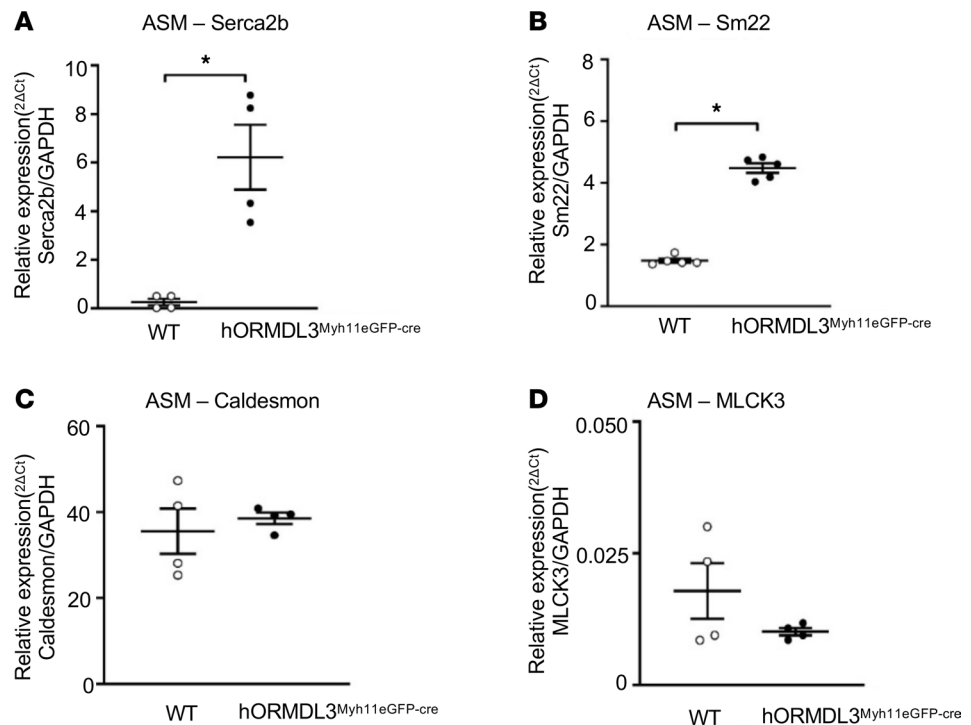 A
ASM – Serca2b
Relative expression(2ΔCt)
Serca2b/GAPDH
10
8
6
4
2
0
*
WT
hORMDL3Myh11eGFP-cre
B
ASM – Sm22
Relative expression(2ΔCt)
Sm22/GAPDH
8
6
4
2
0
*
WT
hORMDL3Myh11eGFP-cre
C
ASM – Caldesmon
Relative expression(2ΔCt)
Caldesmon/GAPDH
60
40
20
0
WT
hORMDL3Myh11eGFP-cre
D
ASM – MLCK3
Relative expression(2ΔCt)
MLCK3/GAPDH
0.050
0.025
0
WT
hORMDL3Myh11eGFP-cre